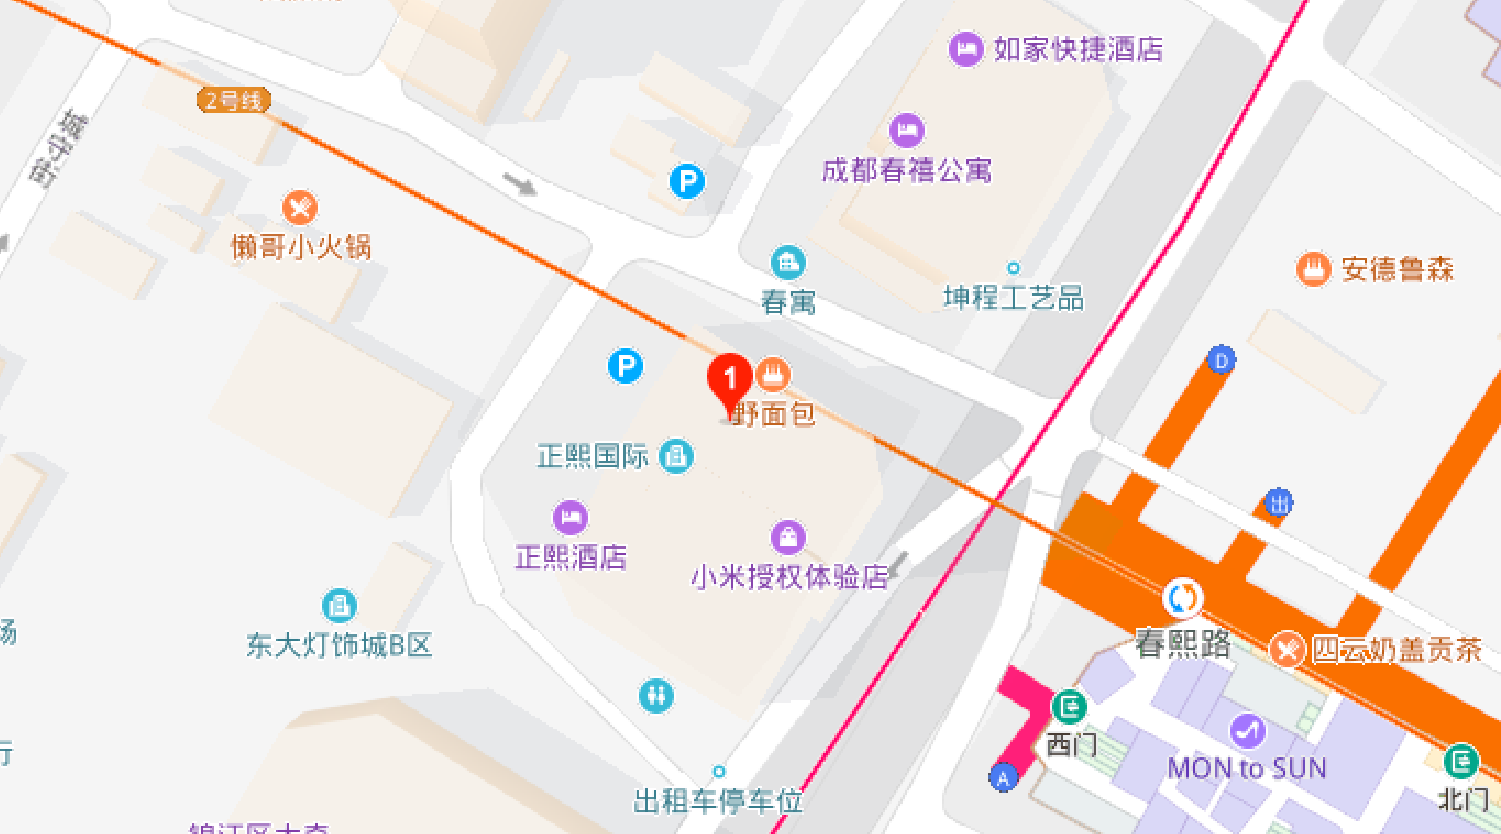 如家快捷酒店
2号线
成都春禧公寓
懒哥小火锅
春寓
坤程工艺品
安德鲁森
D
P
P
1
野面包
正熙国际
出
正熙酒店
小米授权体验店
东大灯饰城B区
场
春熙路
四云奶盖贡茶
西门
行
A
MON to SUN
出租车停车位
北门